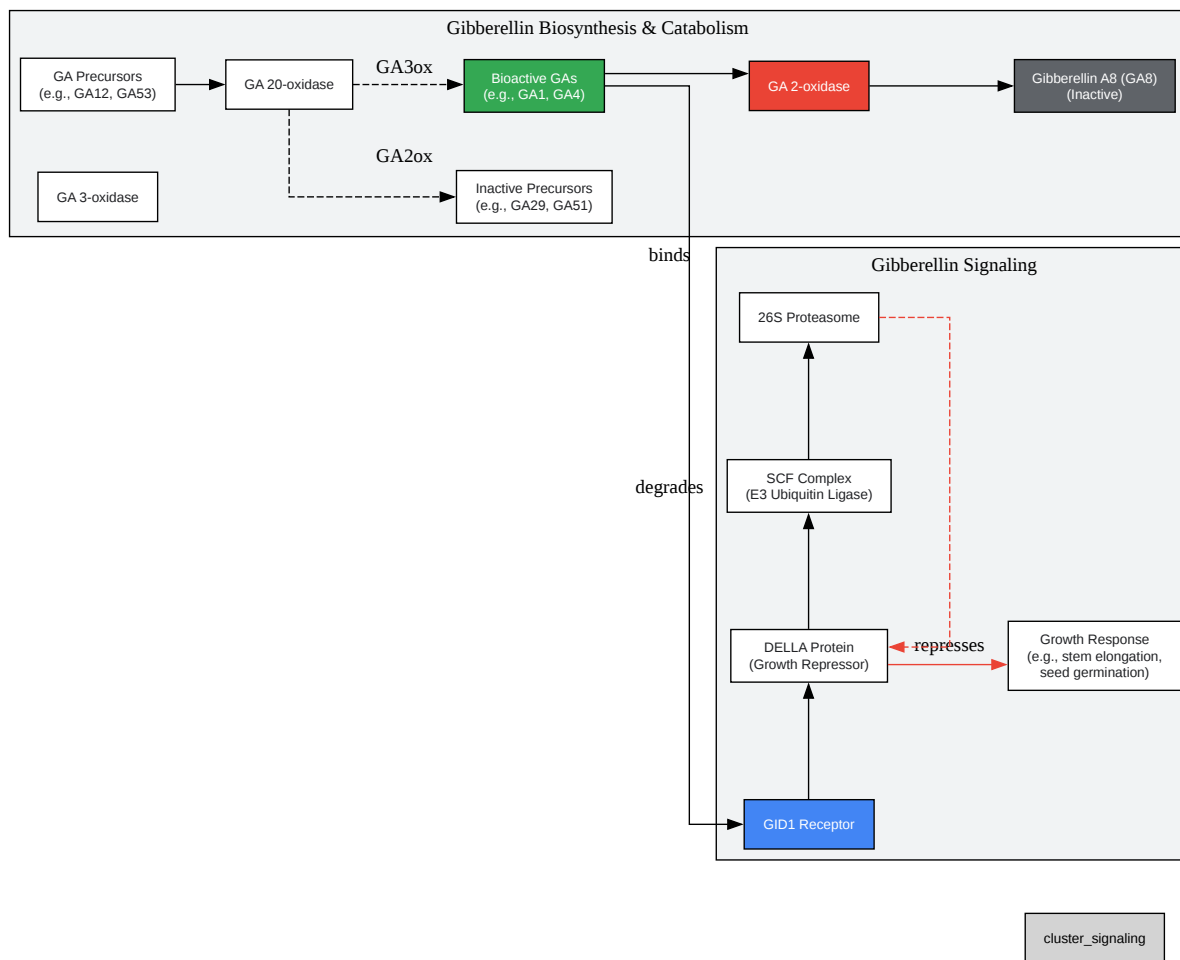 Gibberellin Biosynthesis & Catabolism
GA Precursors
(e.g., GA12, GA53)
GA 20-oxidase
GA3ox
Bioactive GAs
(e.g., GA1, GA4)
GA 2-oxidase
Gibberellin A8 (GA8)
(Inactive)
GA2ox
GA 3-oxidase
Inactive Precursors
(e.g., GA29, GA51)
binds
Gibberellin Signaling
26S Proteasome
degrades
SCF Complex
(E3 Ubiquitin Ligase)
DELLA Protein
(Growth Repressor)
represses
Growth Response
(e.g., stem elongation,
seed germination)
GID1 Receptor
cluster_signaling